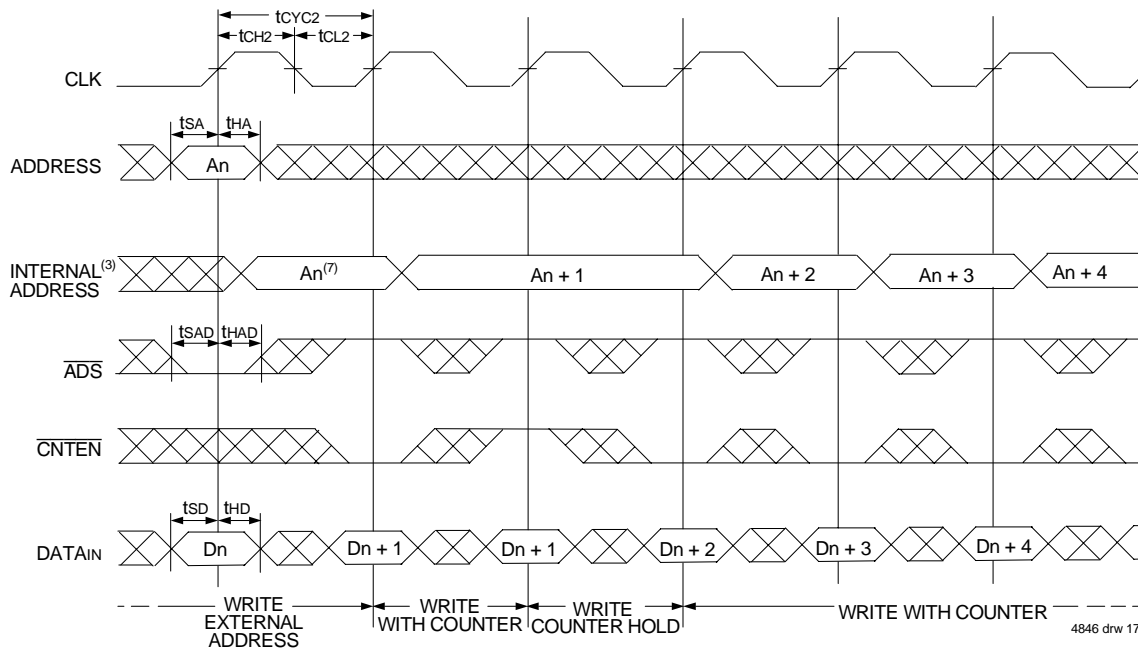 tCYC2
tCH2 tCL2
CLK
tSA tHA
ADDRESS An
INTERNAL(3)
ADDRESS
An(7) An + 1 An + 2 An + 3 An + 4
tSAD tHAD
ADS
CNTEN
tSD tHD
DATAIN Dn Dn + 1 Dn + 1 Dn + 2 Dn + 3 Dn + 4
WRITE
EXTERNAL
ADDRESS
WRITE
WITH COUNTER
WRITE
COUNTER HOLD
WRITE WITH COUNTER
4846 drw 17